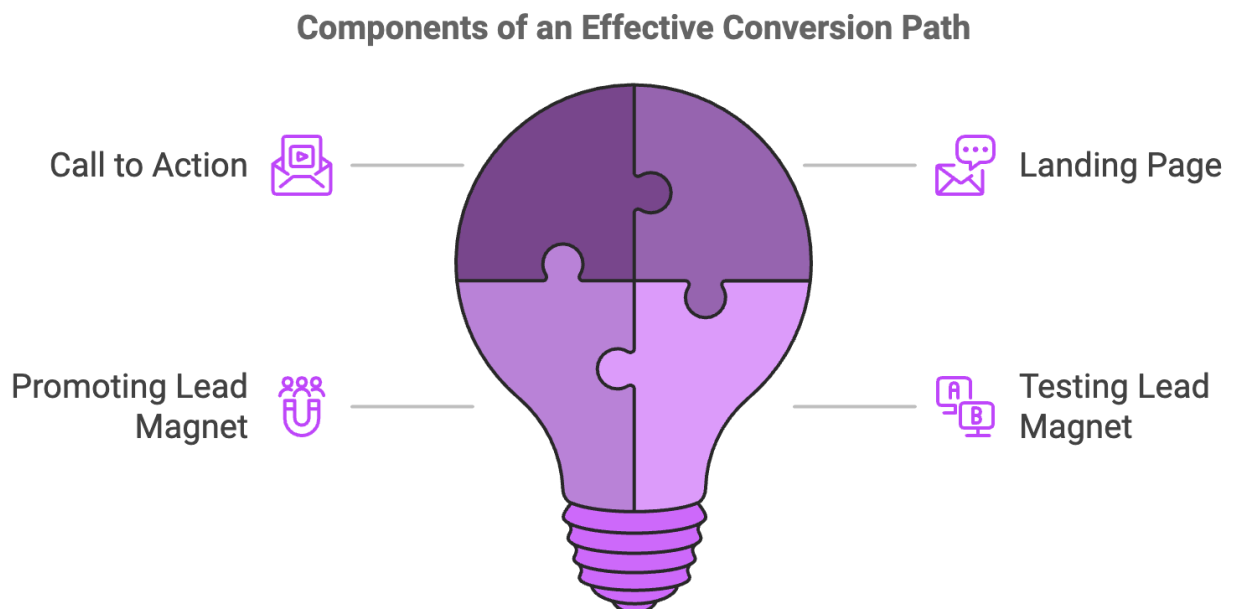 Components of an Effective Conversion Path
Call to Action
Landing Page
Promoting Lead
Magnet
A
B
Testing Lead
Magnet